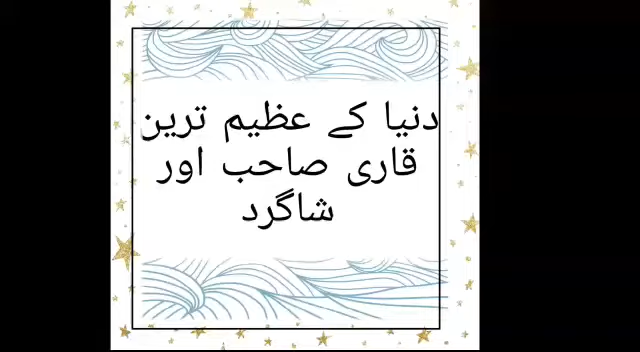 دنیا کے عظیم ترین
قاری صاحب اور
شاگرد